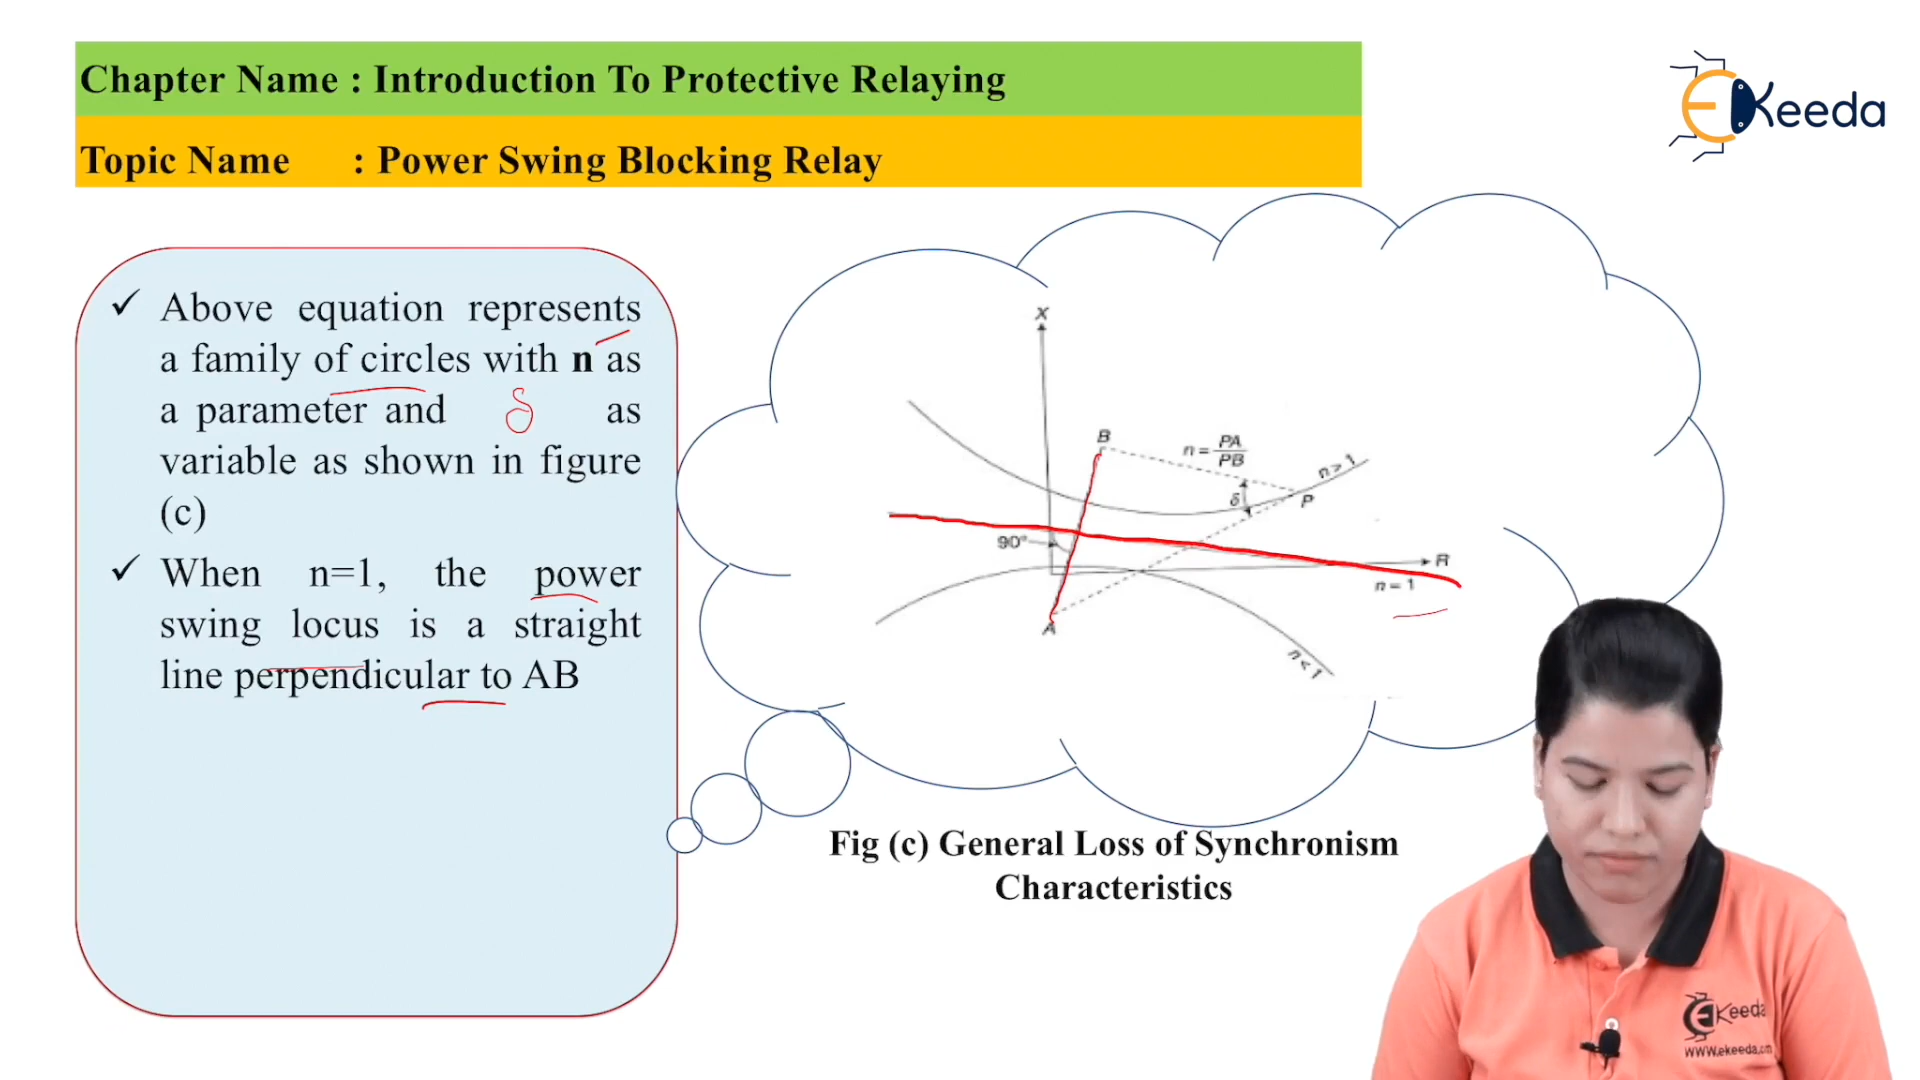 Chapter Name : Introduction To Protective Relaying
Topic Name : Power Swing Blocking Relay
EKeeda
✓ Above equation represents
a family of circles with n as
a parameter and δ as
variable as shown in figure
(c)
✓ When n=1, the power
swing locus is a straight
line perpendicular to AB
X
B
n = PA
PB
n > 1
δ
P
90°
R
n = 1
A
n < 1
Fig (c) General Loss of Synchronism
Characteristics
EKeeda
www.ekeeda.com